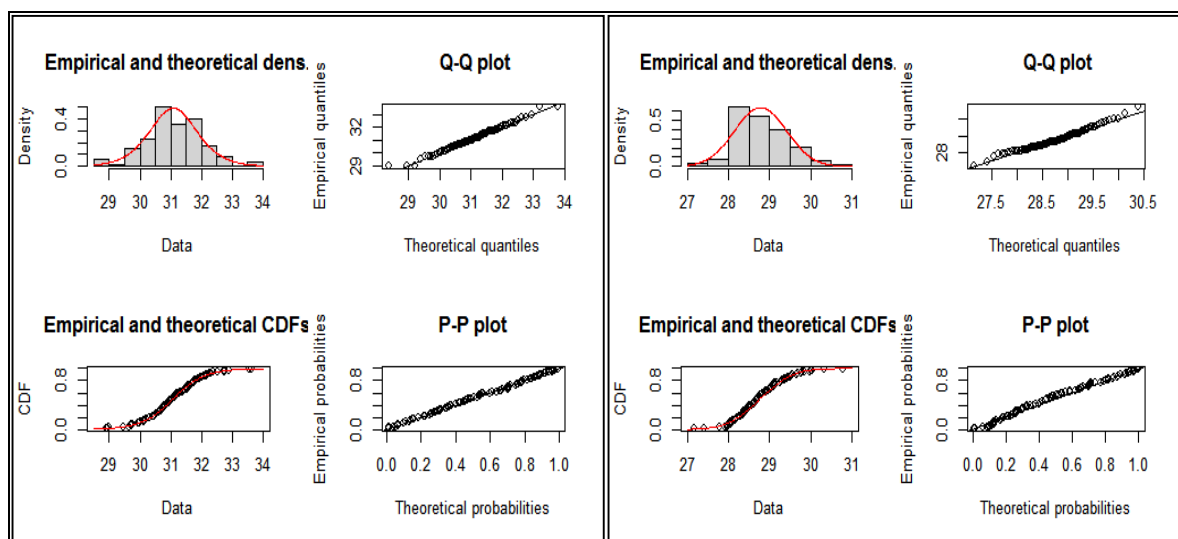 Empirical and theoretical dens.
Density
0.0 0.4
29 30 31 32 33 34
Data
Q-Q plot
Empirical quantiles
29 32
29 30 31 32 33 34
Theoretical quantiles
Empirical and theoretical CDFs
CDF
0.0 0.8
29 30 31 32 33 34
Data
P-P plot
Empirical probabilities
0.0 0.8
0.0 0.2 0.4 0.6 0.8 1.0
Theoretical probabilities
Empirical and theoretical dens.
Density
0.0 0.5
27 28 29 30 31
Data
Q-Q plot
Empirical quantiles
28
27.5 28.5 29.5 30.5
Theoretical quantiles
Empirical and theoretical CDFs
CDF
0.0 0.8
27 28 29 30 31
Data
P-P plot
Empirical probabilities
0.0 0.8
0.0 0.2 0.4 0.6 0.8 1.0
Theoretical probabilities